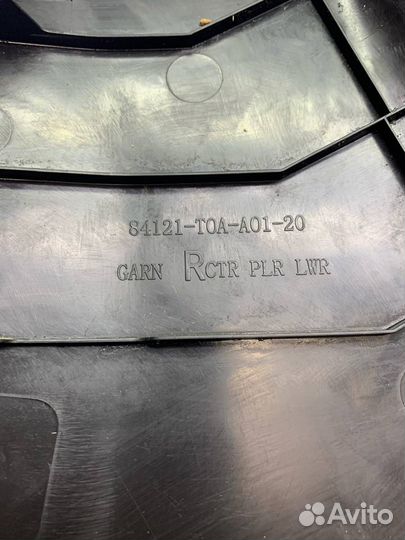 84121-T0A-A01-20
GARN RCTR PLR LWR
Avito